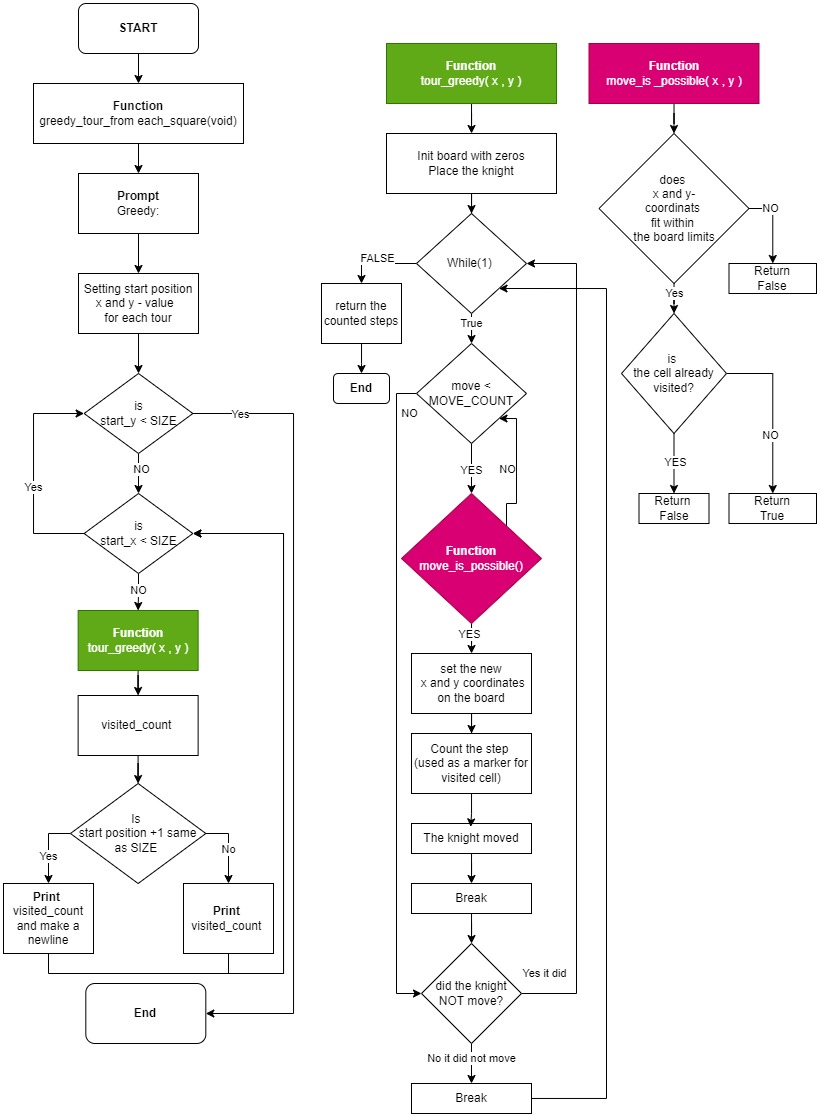 START
Function
greedy_tour_from each_square(void)
Prompt
Greedy:
Setting start position
x and y - value
for each tour
is
start_y < SIZE
Yes
NO
Yes
is
start_x < SIZE
NO
Function
tour_greedy( x , y )
visited_count
Is
start position +1 same
as SIZE
Yes
No
Print
visited_count
and make a
newline
Print
visited_count
End
Function
tour_greedy( x , y )
Init board with zeros
Place the knight
While(1)
FALSE
return the
counted steps
End
True
move <
MOVE_COUNT
NO
YES
NO
Function
move_is_possible()
YES
set the new
x and y coordinates
on the board
Count the step
(used as a marker for
visited cell)
The knight moved
Break
did the knight
NOT move?
Yes it did
No it did not move
Break
Function
move_is _possible( x , y )
does
x and y-
coordinats
fit within
the board limits
NO
Return
False
Yes
is
the cell already
visited?
NO
YES
Return
False
Return
True